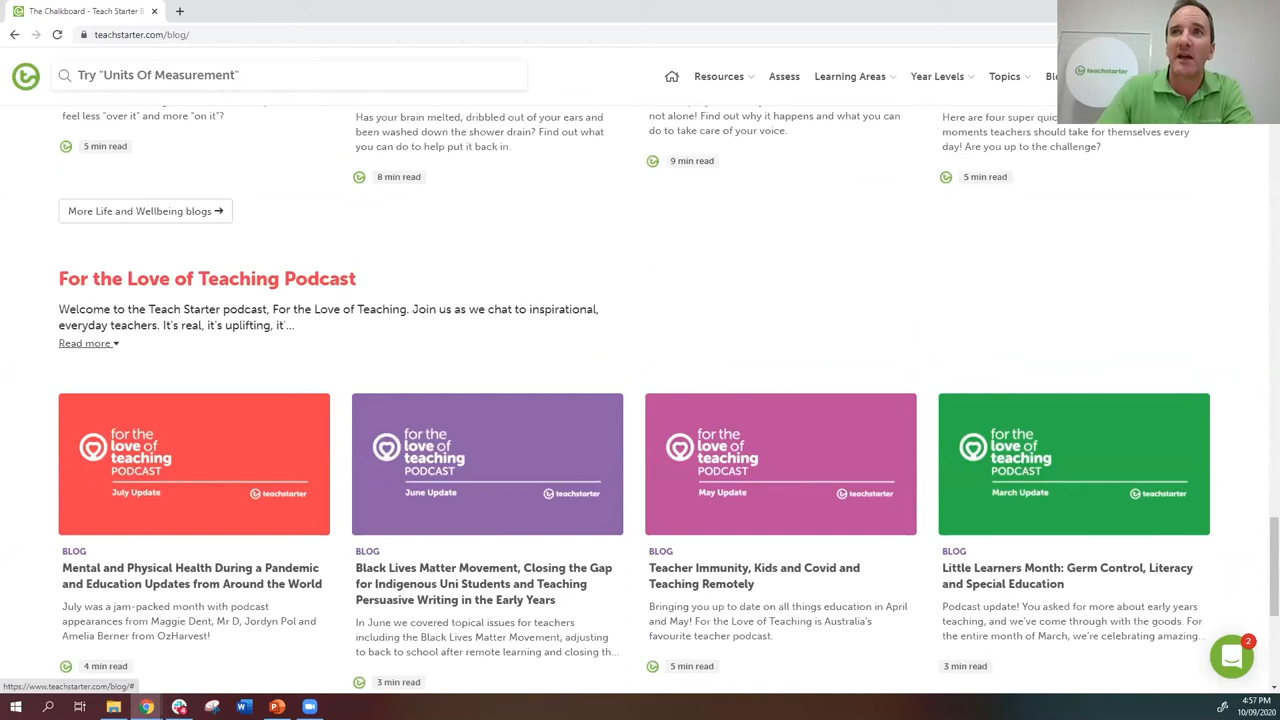 The Chalkboard - Teach Starter B
teachstarter.com/blog/
Try "Units Of Measurement"
Resources
Assess
Learning Areas
Year Levels
Topics
Blo
teachstarter
feel less "over it" and more "on it"?
5 min read
Has your brain melted, dribbled out of your ears and
been washed down the shower drain? Find out what
you can do to help put it back in.
8 min read
not alone! Find out why it happens and what you can
do to take care of your voice.
9 min read
Here are four super quic
moments teachers should take for themselves every
day! Are you up to the challenge?
5 min read
More Life and Wellbeing blogs
For the Love of Teaching Podcast
Welcome to the Teach Starter podcast, For the Love of Teaching. Join us as we chat to inspirational,
everyday teachers. It's real, it's uplifting, it'...
Read more
for the
love of
teaching
PODCAST
July Update
teachstarter
BLOG
Mental and Physical Health During a Pandemic
and Education Updates from Around the World
July was a jam-packed month with podcast
appearances from Maggie Dent, Mr D, Jordyn Pol and
Amelia Berner from OzHarvest!
4 min read
for the
love of
teaching
PODCAST
June Update
teachstarter
BLOG
Black Lives Matter Movement, Closing the Gap
for Indigenous Uni Students and Teaching
Persuasive Writing in the Early Years
In June we covered topical issues for teachers
including the Black Lives Matter Movement, adjusting
to back to school after remote learning and closing th...
3 min read
for the
love of
teaching
PODCAST
May Update
teachstarter
BLOG
Teacher Immunity, Kids and Covid and
Teaching Remotely
Bringing you up to date on all things education in April
and May! For the Love of Teaching is Australia's
favourite teacher podcast.
5 min read
for the
love of
teaching
PODCAST
March Update
teachstarter
BLOG
Little Learners Month: Germ Control, Literacy
and Special Education
Podcast update! You asked for more about early years
teaching, and we've come through with the goods. For
the entire month of March, we're celebrating amazing...
3 min read
2
https://www.teachstarter.com/blog/#
4:57 PM
10/09/2020